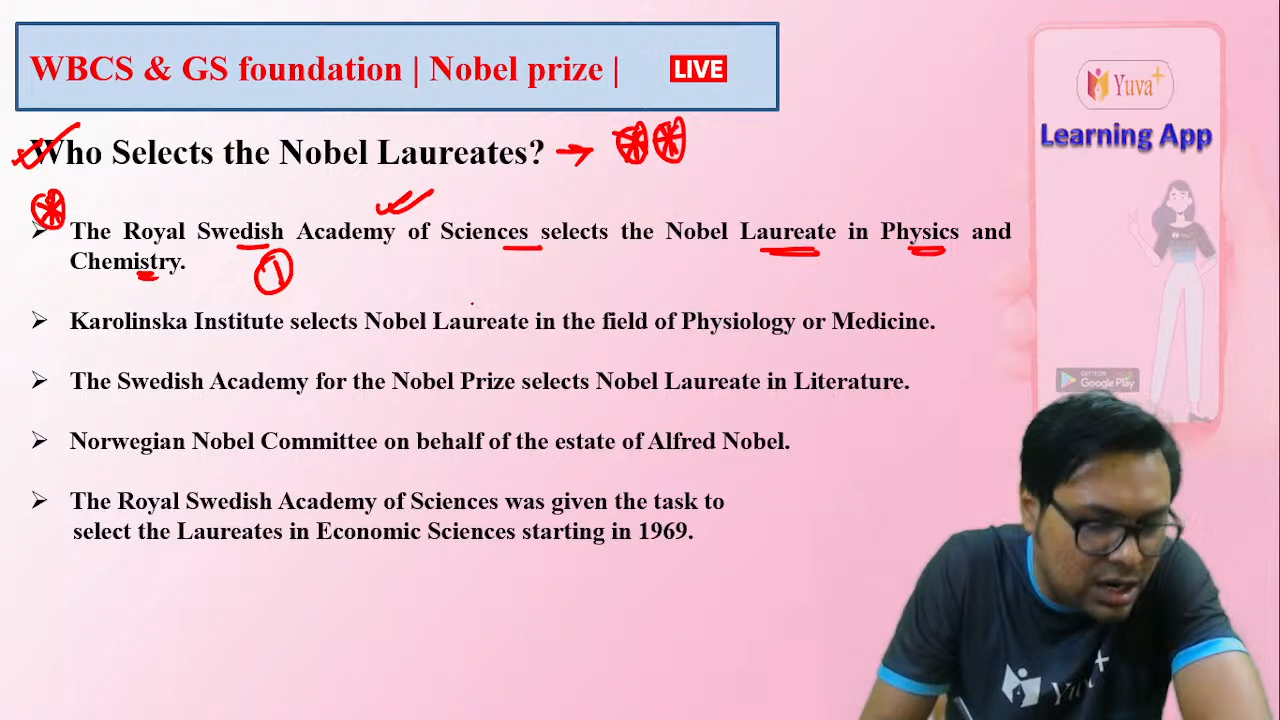 WBCS & GS foundation | Nobel prize |
LIVE
Yuva+
Learning App
Who Selects the Nobel Laureates?
The Royal Swedish Academy of Sciences selects the Nobel Laureate in Physics and
Chemistry.
1
Karolinska Institute selects Nobel Laureate in the field of Physiology or Medicine.
The Swedish Academy for the Nobel Prize selects Nobel Laureate in Literature.
GET IT ON
Google Play
Norwegian Nobel Committee on behalf of the estate of Alfred Nobel.
The Royal Swedish Academy of Sciences was given the task to
select the Laureates in Economic Sciences starting in 1969.